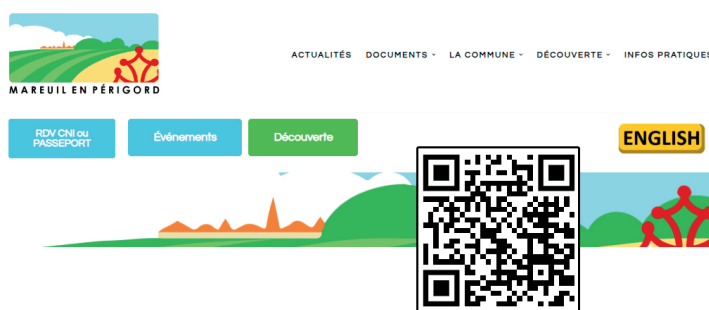 ACTUALITÉS DOCUMENTS LA COMMUNE DÉCOUVERTE INFOS PRATIQUES
MAREUIL EN PÉRIGORD
RDV CNI ou
PASSEPORT
Événements
Découverte
ENGLISH